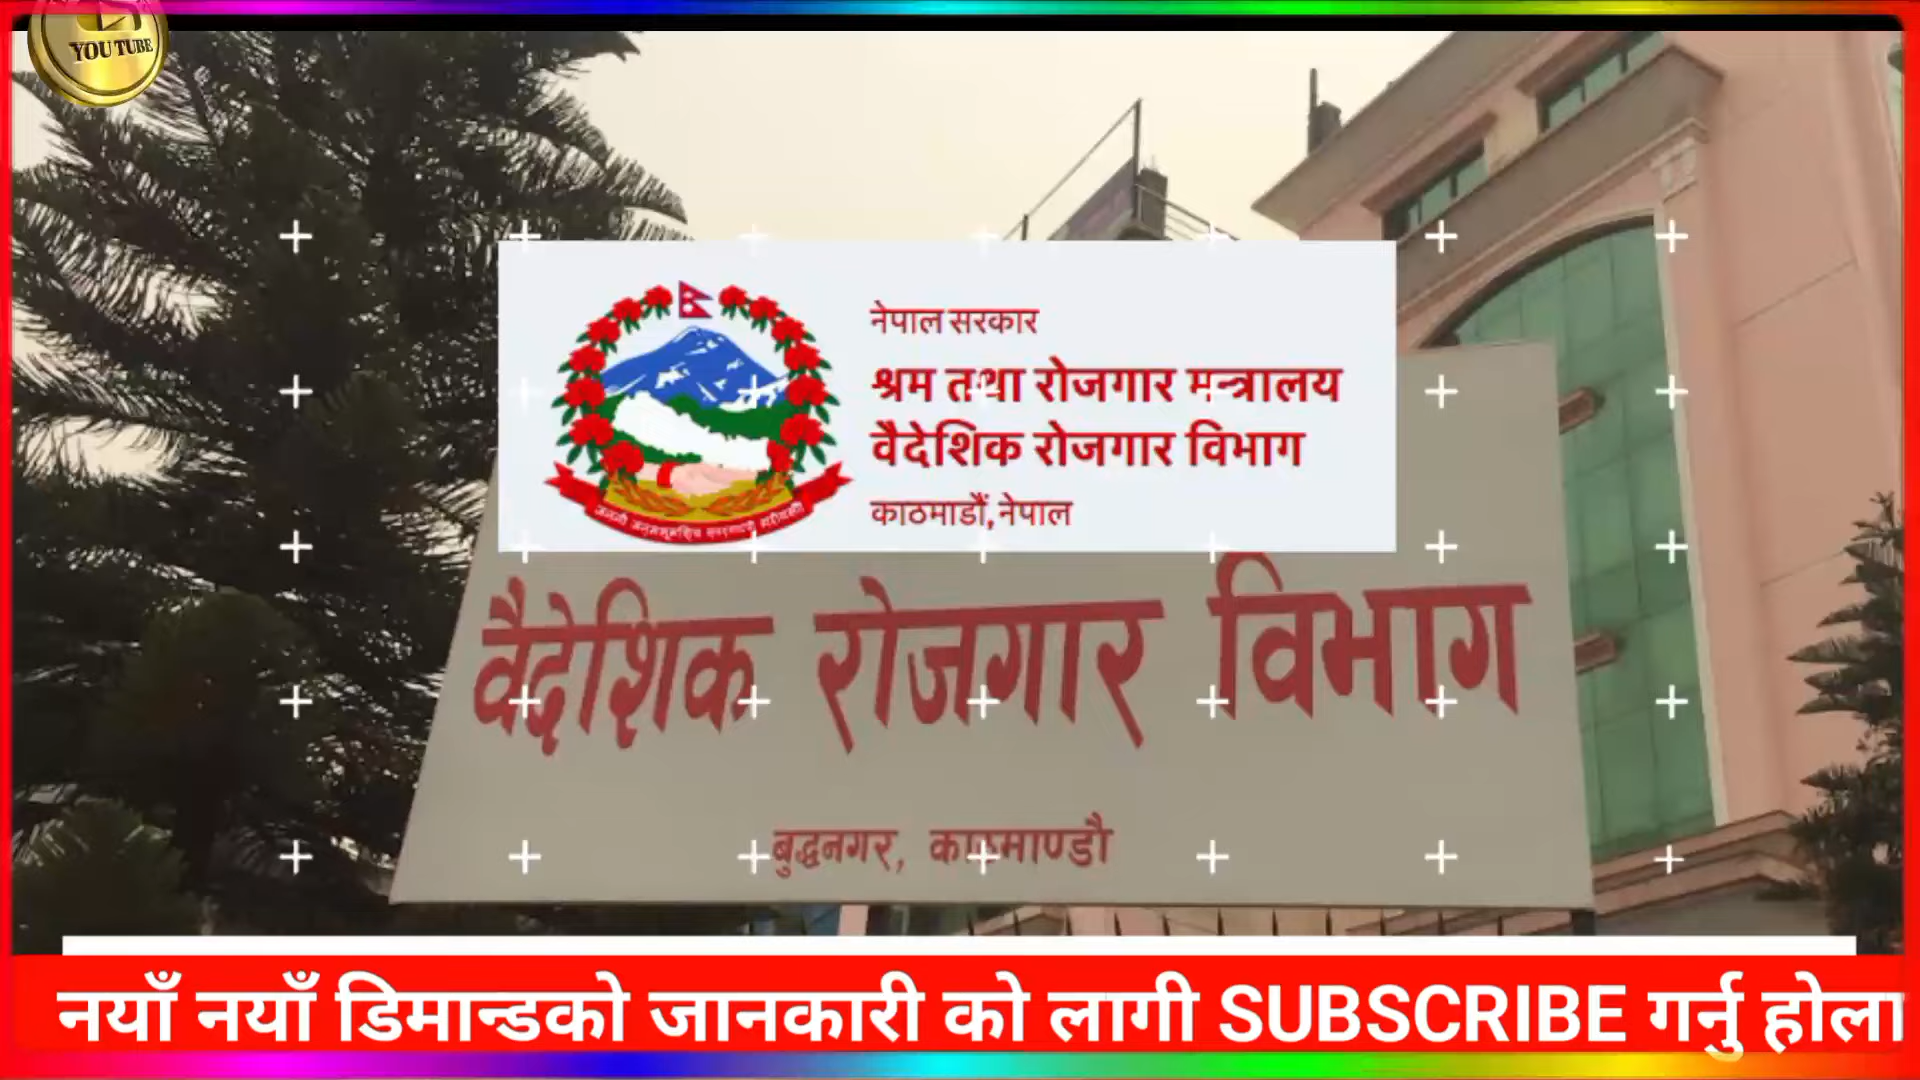 YOU TUBE
नेपाल सरकार
श्रम तथा रोजगार मन्त्रालय
वैदेशिक रोजगार विभाग
काठमाडौं, नेपाल
वैदेशिक रोजगार विभाग
बुद्धनगर, काठमाण्डौ
नयाँ नयाँ डिमान्डको जानकारी को लागी SUBSCRIBE गर्नु होला